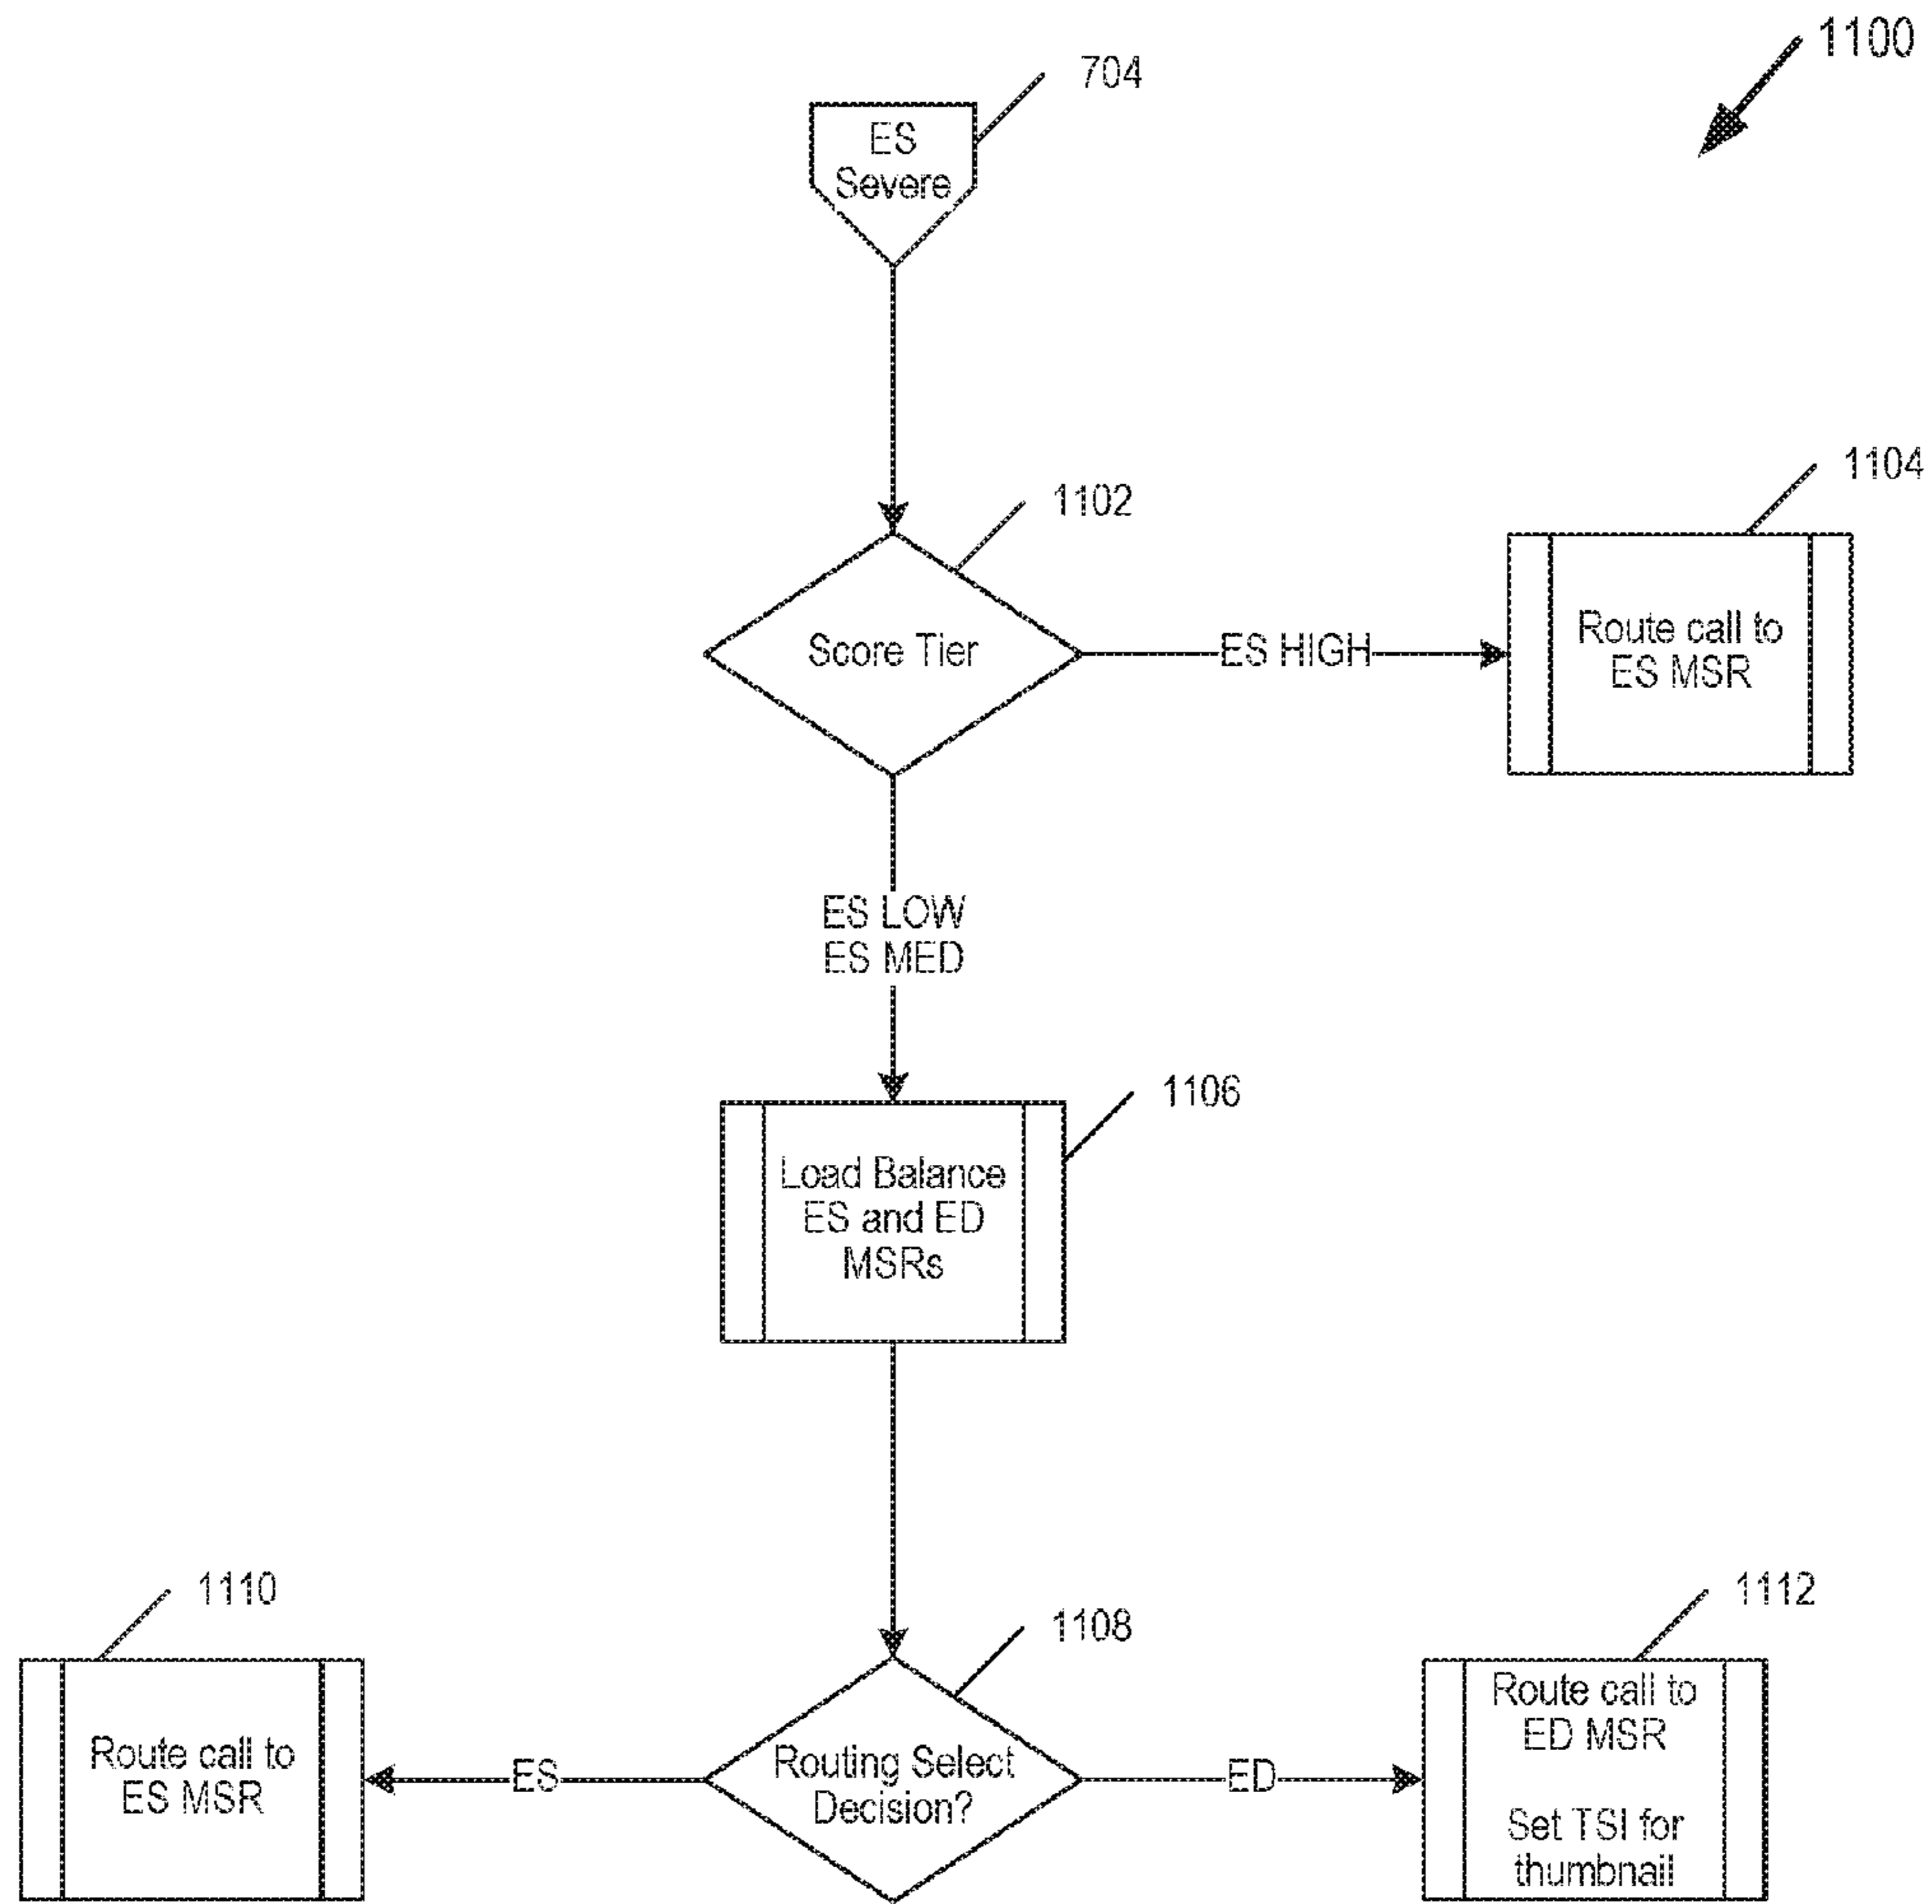 1100
704
ES
Severe
1102
1104
Score Tier
ES HIGH
Route call to
ES MSR
ES LOW
ES MED
1106
Load Balance
ES and ED
MSRs
1110
1108
1112
Route call to
ES MSR
ES
Routing Select
Decision?
ED
Route call to
ED MSR
Set TSI for
thumbnail